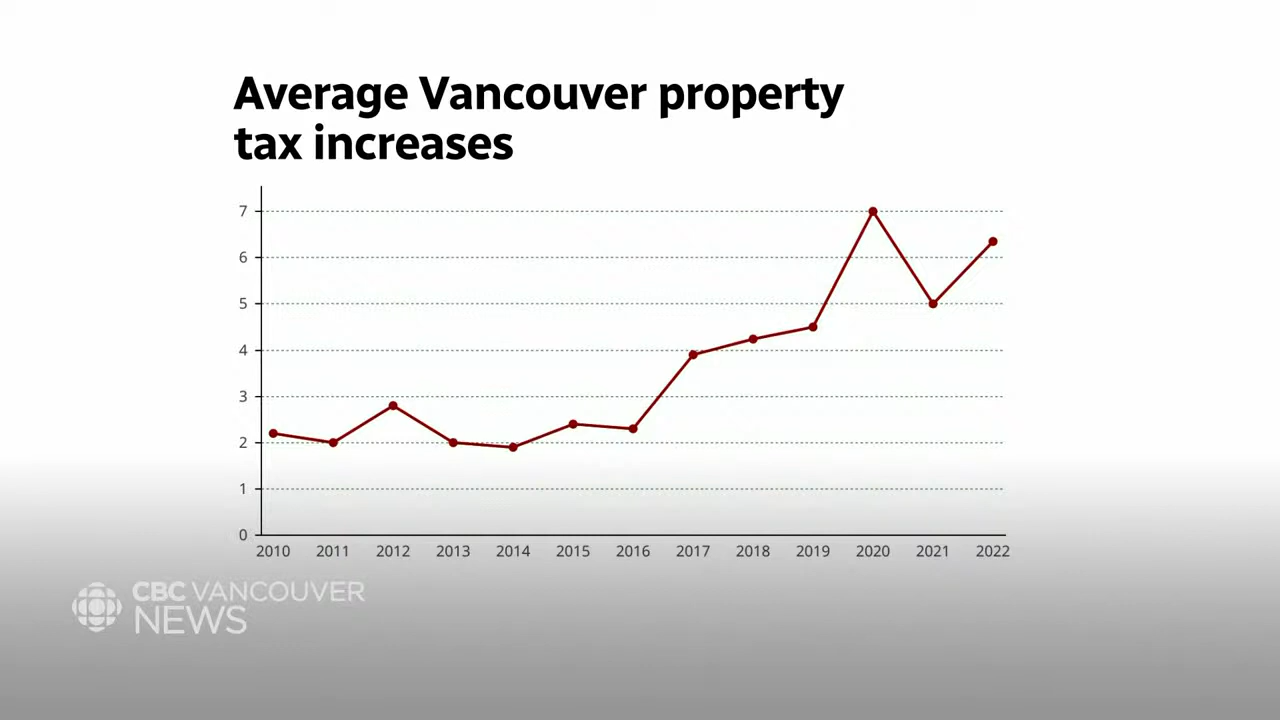 Average Vancouver property
tax increases
7
6
5
4
3
2
1
0
2010 2011 2012 2013 2014 2015 2016 2017 2018 2019 2020 2021 2022
CBC VANCOUVER
NEWS